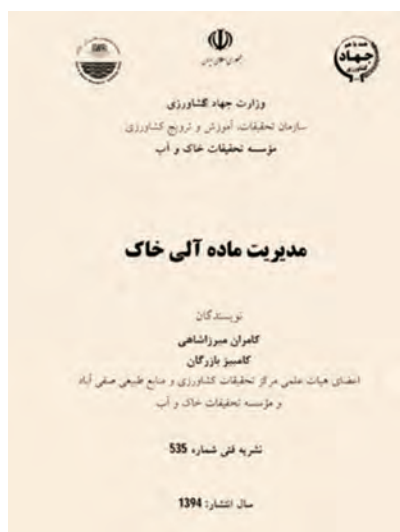 جهاد
وزارت جهاد کشاورزی
سازمان تحقیقات، آموزش و ترویج کشاورزی
مؤسسه تحقیقات خاک و آب
مدیریت ماده آلی خاک
نویسندگان
کامران میرزاشاهی
کامبیز بازرگان
اعضای هیات علمی مرکز تحقیقات کشاورزی و منابع طبیعی صفی آباد
و مؤسسه تحقیقات خاک و آب
نشریه فنی شماره 535
سال انتشار: 1394